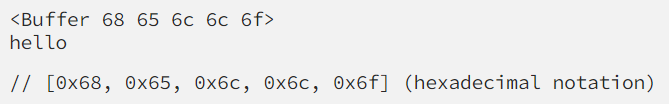 <Buffer 68 65 6c 6c 6f>
hello
// [0x68, 0x65, 0x6c, 0x6c, 0x6f] (hexadecimal notation)